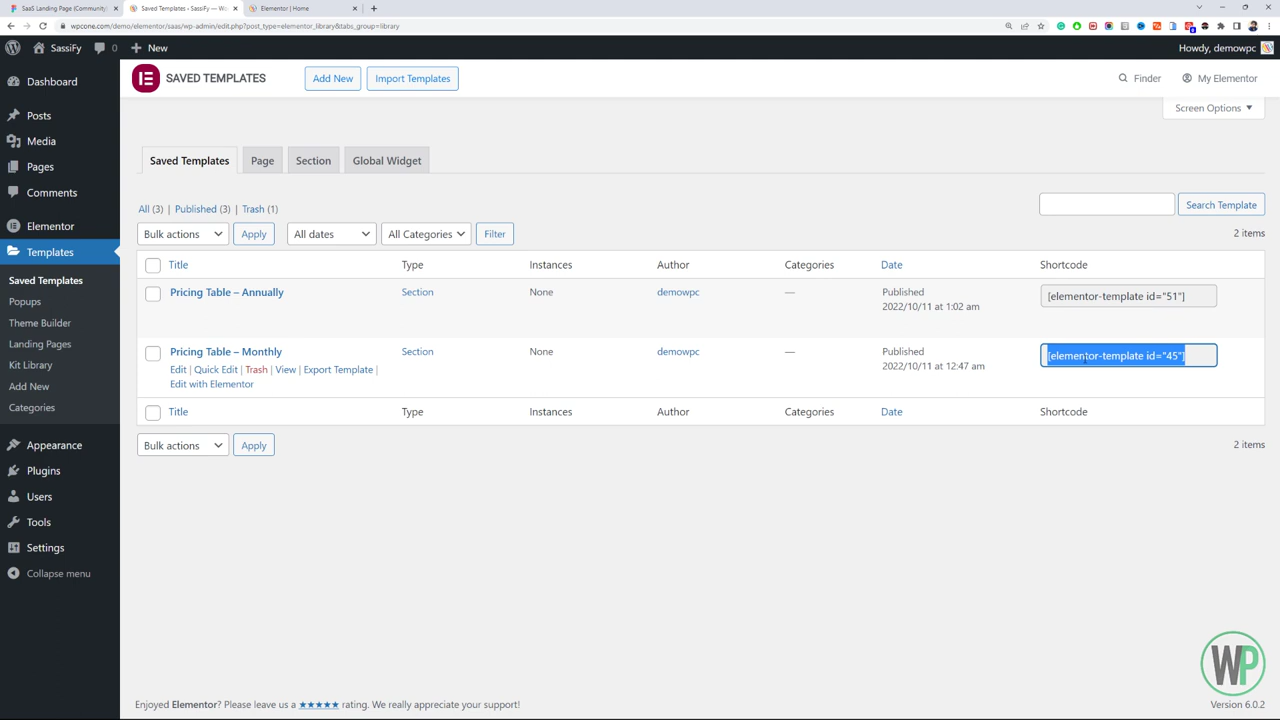 SaaS Landing Page (Community)
Saved Templates - SassiFy — Wo
Elementor | Home
wpcone.com/demo/elementor/saas/wp-admin/edit.php?post_type=elementor_library&tabs_group=library
SassiFy 0 New
Howdy, demowpc
Dashboard
Posts
Media
Pages
Comments
Elementor
Templates
Saved Templates
Popups
Theme Builder
Landing Pages
Kit Library
Add New
Categories
Appearance
Plugins
Users
Tools
Settings
Collapse menu
SAVED TEMPLATES Add New Import Templates
Finder My Elementor
Screen Options
Saved Templates Page Section Global Widget
All (3) | Published (3) | Trash (1)
Search Template
Bulk actions Apply All dates All Categories Filter
2 items
Title Type Instances Author Categories Date Shortcode
Pricing Table – Annually Section None demowpc — Published [elementor-template id="51"]
2022/10/11 at 1:02 am
Pricing Table – Monthly Section None demowpc — Published [elementor-template id="45"]
2022/10/11 at 12:47 am
Edit | Quick Edit | Trash | View | Export Template |
Edit with Elementor
Title Type Instances Author Categories Date Shortcode
Bulk actions Apply
2 items
WP
Enjoyed Elementor? Please leave us a ★★★★★ rating. We really appreciate your support!
Version 6.0.2